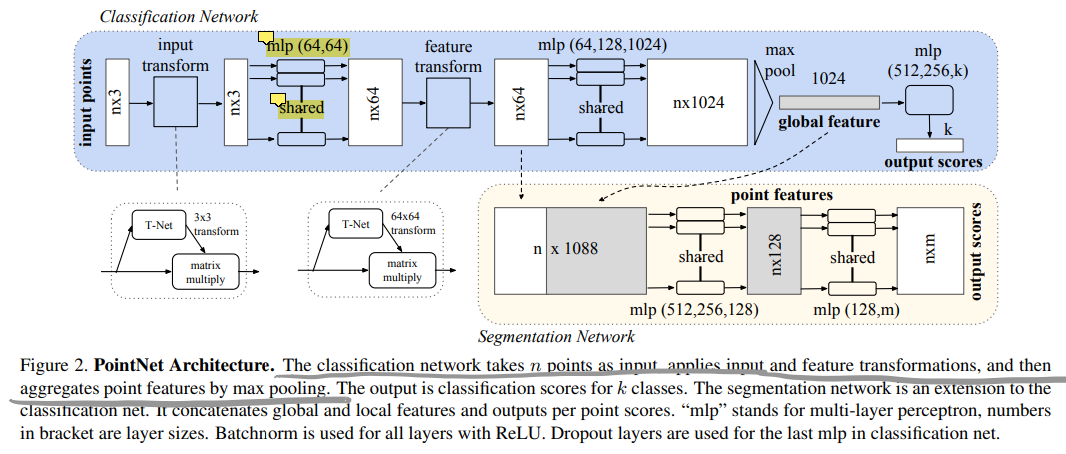 Classification Network
input points
nx3
input
transform
nx3
mlp (64,64)
shared
nx64
feature
transform
nx64
mlp (64,128,1024)
shared
nx1024
max
pool
1024
global feature
mlp
(512,256,k)
k
output scores
T-Net
3x3
transform
matrix
multiply
T-Net
64x64
transform
matrix
multiply
point features
n x 1088
shared
mlp (512,256,128)
nx128
shared
mlp (128,m)
nxm
output scores
Segmentation Network
Figure 2. PointNet Architecture. The classification network takes n points as input, applies input and feature transformations, and then
aggregates point features by max pooling. The output is classification scores for k classes. The segmentation network is an extension to the
classification net. It concatenates global and local features and outputs per point scores. “mlp” stands for multi-layer perceptron, numbers
in bracket are layer sizes. Batchnorm is used for all layers with ReLU. Dropout layers are used for the last mlp in classification net.